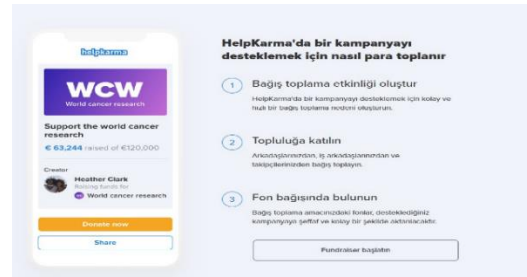 helpkarma
WCW
World cancer research
Support the world cancer
research
€ 63,244 raised of €120,000
Creator
Heather Clark
Raising funds for
World cancer research
Donate now
Share
HelpKarma'da bir kampanyayı
desteklemek için nasıl para toplanır
1 Bağış toplama etkinliği oluştur
HelpKarma'da bir kampanyayı desteklemek için kolay ve
hızlı bir bağış toplama nedeni oluşturun.
2 Topluluğa katılın
Arkadaşlarınızdan, iş arkadaşlarınızdan ve
takipçilerinizden bağış toplayın.
3 Fon bağışında bulunun
Bağış toplama amacınızdaki fonlar, desteklediğiniz
kampanyaya şeffaf ve kolay bir şekilde aktarılacaktır.
Fundraiser başlatın